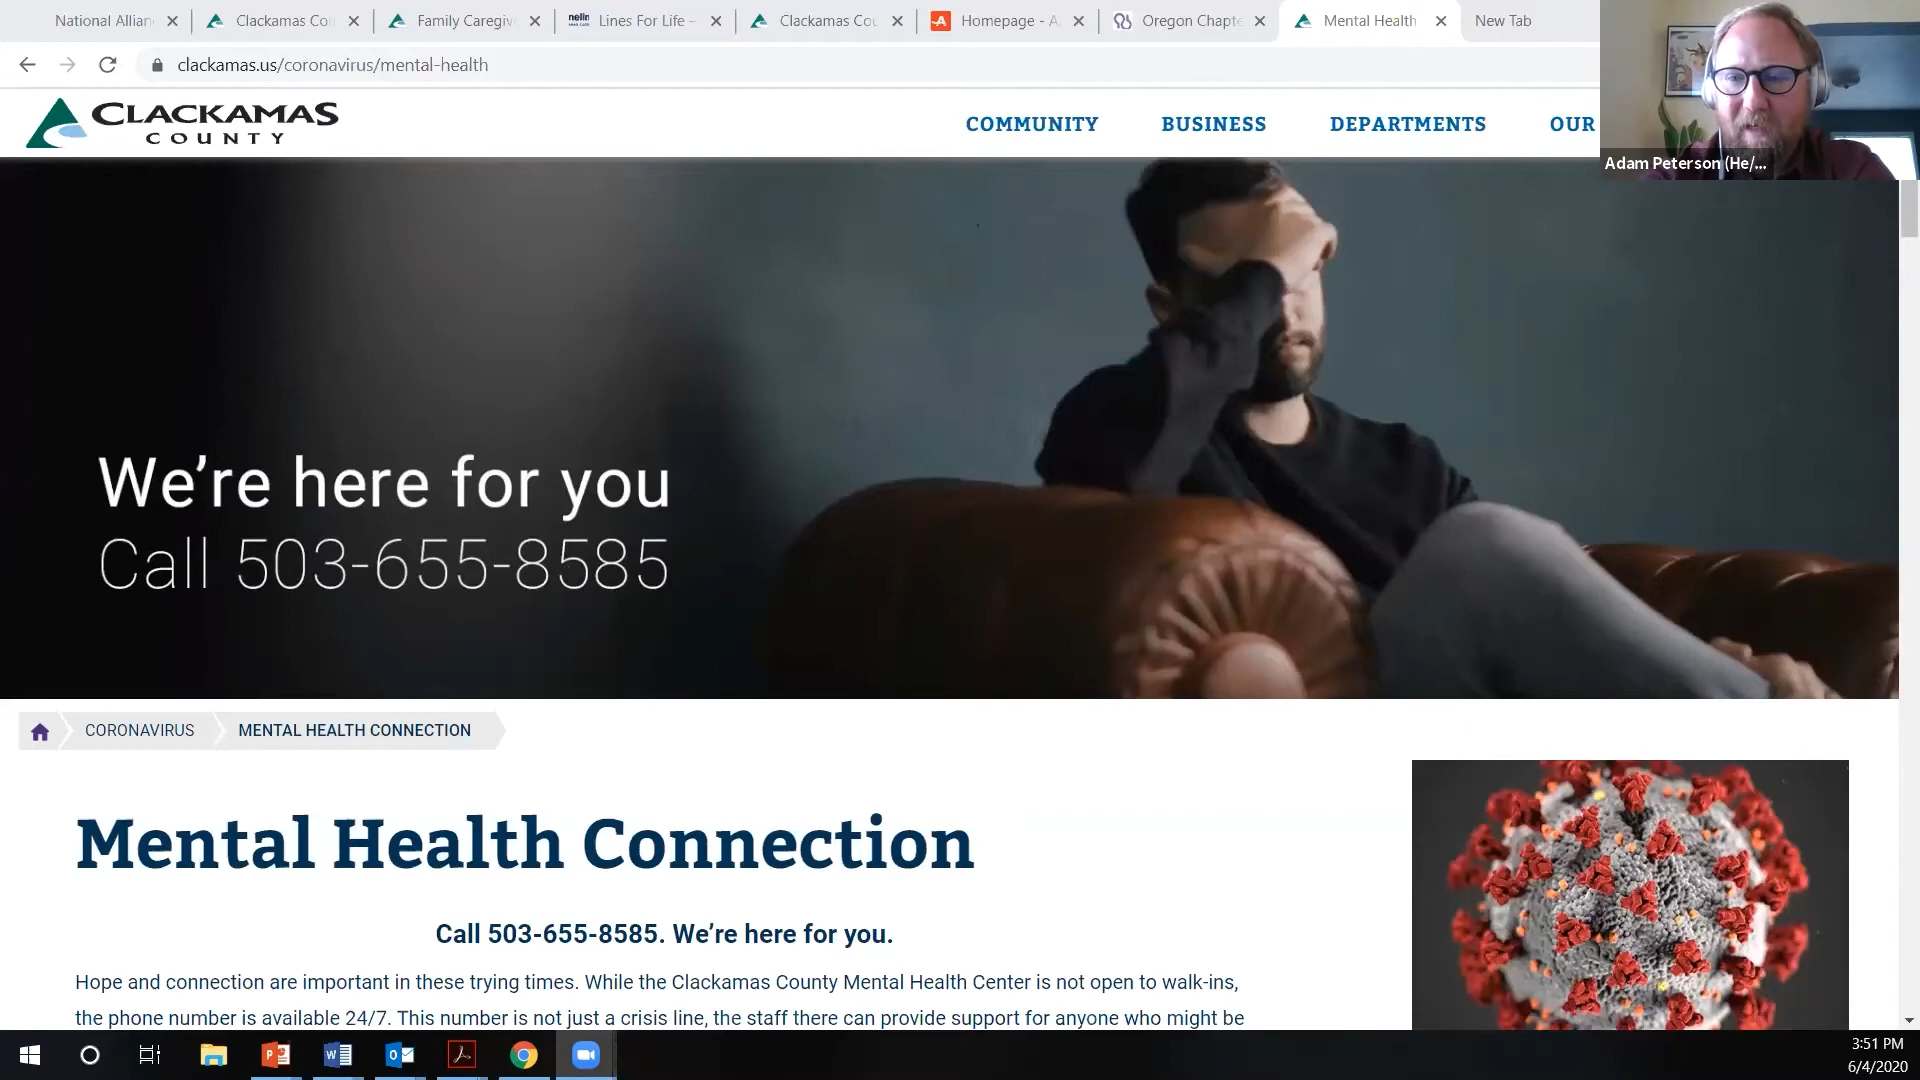 National Allian
Clackamas Cou
Family Caregive
Lines For Life –
Clackamas Cou
Homepage - A
Oregon Chapte
Mental Health
New Tab
clackamas.us/coronavirus/mental-health
CLACKAMAS
COUNTY
COMMUNITY
BUSINESS
DEPARTMENTS
OUR
Adam Peterson (He/...
We’re here for you
Call 503-655-8585
CORONAVIRUS
MENTAL HEALTH CONNECTION
Mental Health Connection
Call 503-655-8585. We’re here for you.
Hope and connection are important in these trying times. While the Clackamas County Mental Health Center is not open to walk-ins,
the phone number is available 24/7. This number is not just a crisis line, the staff there can provide support for anyone who might be
3:51 PM
6/4/2020